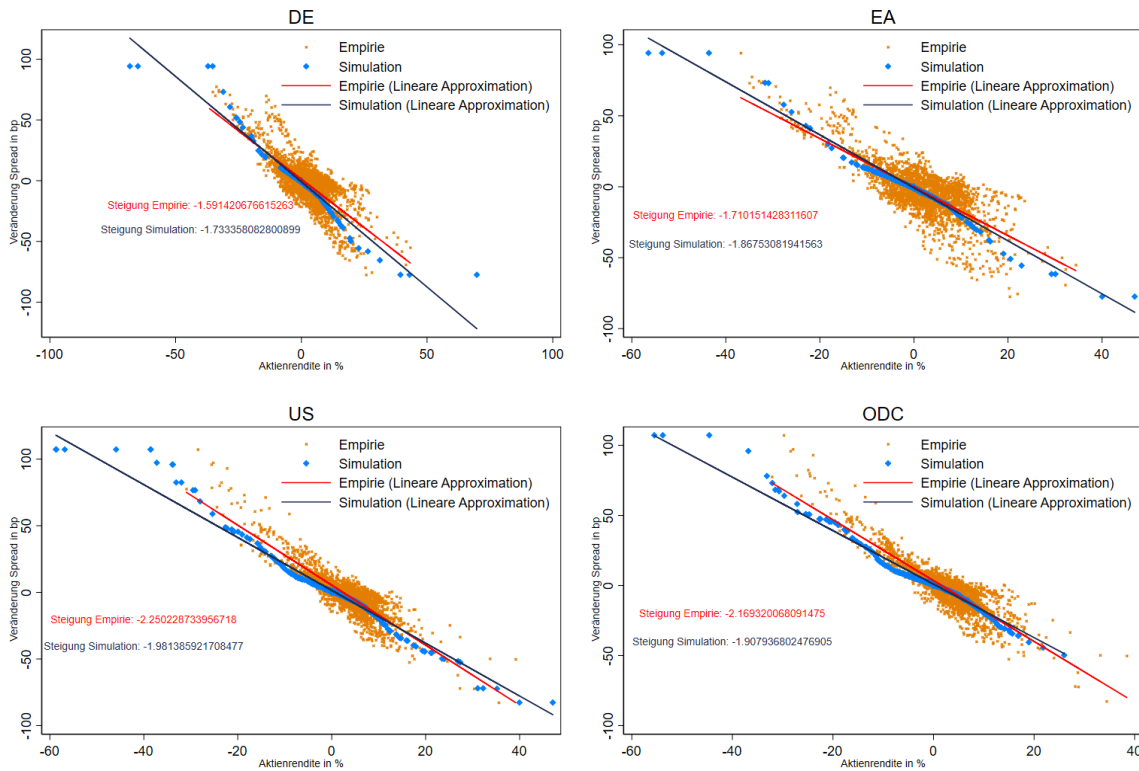 DE
Veränderung Spread in bp
100
50
0
-50
-100
Empirie
Simulation
Empirie (Lineare Approximation)
Simulation (Lineare Approximation)
Steigung Empirie: -1.591420676615263
Steigung Simulation: -1.733358082800899
-100
-50
0
50
100
Aktienrendite in %
EA
Veränderung Spread in bp
100
50
0
-50
-100
Empirie
Simulation
Empirie (Lineare Approximation)
Simulation (Lineare Approximation)
Steigung Empirie: -1.710151428311607
Steigung Simulation: -1.86753081941563
-60
-40
-20
0
20
40
Aktienrendite in %
US
Veränderung Spread in bp
100
50
0
-50
-100
Empirie
Simulation
Empirie (Lineare Approximation)
Simulation (Lineare Approximation)
Steigung Empirie: -2.250228733956718
Steigung Simulation: -1.981385921708477
-60
-40
-20
0
20
40
Aktienrendite in %
ODC
Veränderung Spread in bp
100
50
0
-50
-100
Empirie
Simulation
Empirie (Lineare Approximation)
Simulation (Lineare Approximation)
Steigung Empirie: -2.169320068091475
Steigung Simulation: -1.907936802476905
-60
-40
-20
0
20
40
Aktienrendite in %